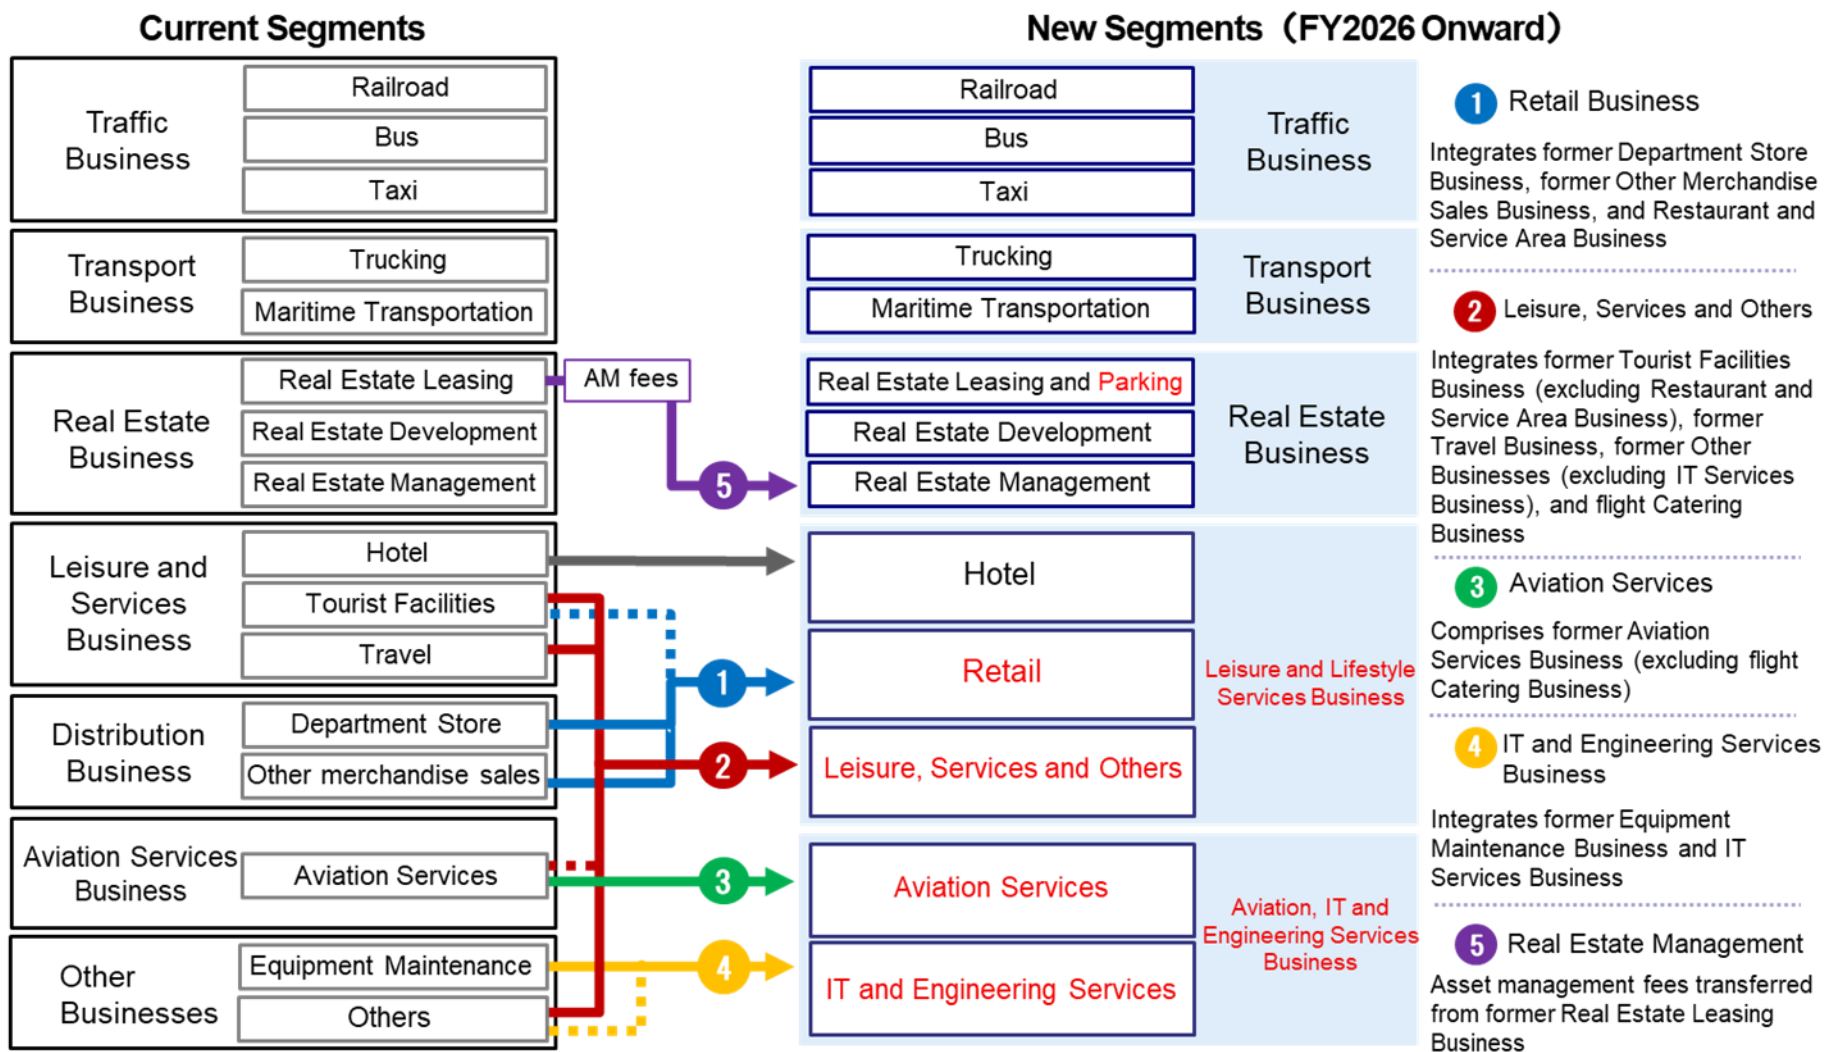 Current Segments
Traffic
Business
Railroad
Bus
Taxi
Transport
Business
Trucking
Maritime Transportation
Real Estate
Business
Real Estate Leasing
Real Estate Development
Real Estate Management
AM fees
Leisure and
Services
Business
Hotel
Tourist Facilities
Travel
Distribution
Business
Department Store
Other merchandise sales
Aviation Services
Business
Aviation Services
Other
Businesses
Equipment Maintenance
Others
5
1
2
3
4
New Segments（FY2026 Onward）
Railroad
Bus
Taxi
Traffic
Business
Trucking
Maritime Transportation
Transport
Business
Real Estate Leasing and Parking
Real Estate Development
Real Estate Management
Real Estate
Business
Hotel
Retail
Leisure, Services and Others
Leisure and Lifestyle
Services Business
Aviation Services
IT and Engineering Services
Aviation, IT and
Engineering Services
Business
1 Retail Business
Integrates former Department Store
Business, former Other Merchandise
Sales Business, and Restaurant and
Service Area Business
2 Leisure, Services and Others
Integrates former Tourist Facilities
Business (excluding Restaurant and
Service Area Business), former
Travel Business, former Other
Businesses (excluding IT Services
Business), and flight Catering
Business
3 Aviation Services
Comprises former Aviation
Services Business (excluding flight
Catering Business)
4 IT and Engineering Services
Business
Integrates former Equipment
Maintenance Business and IT
Services Business
5 Real Estate Management
Asset management fees transferred
from former Real Estate Leasing
Business